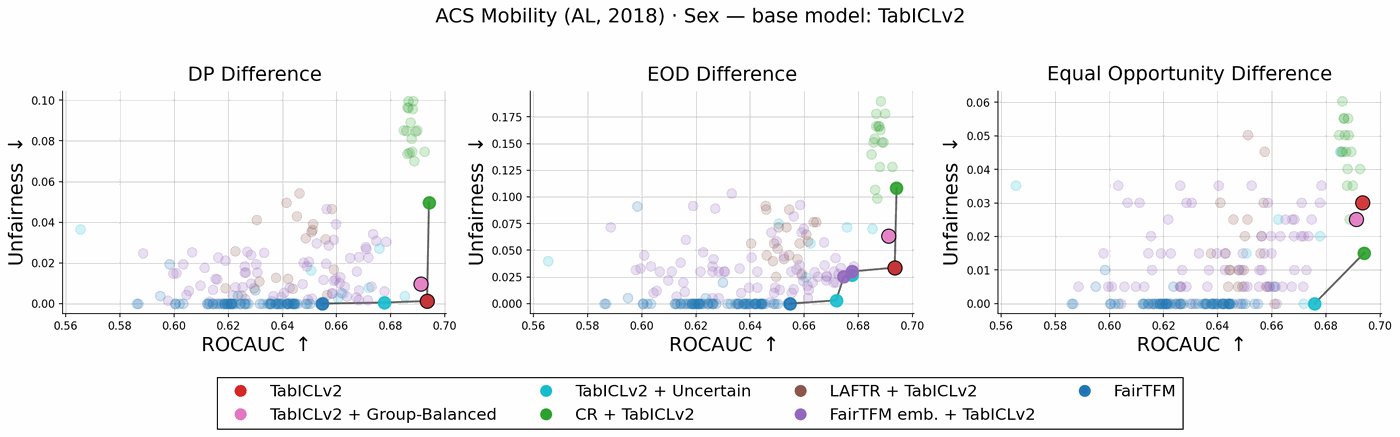 ACS Mobility (AL, 2018) · Sex — base model: TabICLv2
DP Difference
EOD Difference
Equal Opportunity Difference
Unfairness ↓
0.10
0.08
0.06
0.04
0.02
0.00
0.56 0.58 0.60 0.62 0.64 0.66 0.68 0.70
ROCAUC ↑
Unfairness ↓
0.175
0.150
0.125
0.100
0.075
0.050
0.025
0.000
0.56 0.58 0.60 0.62 0.64 0.66 0.68 0.70
ROCAUC ↑
Unfairness ↓
0.06
0.05
0.04
0.03
0.02
0.01
0.00
0.56 0.58 0.60 0.62 0.64 0.66 0.68 0.70
ROCAUC ↑
TabICLv2
TabICLv2 + Group-Balanced
TabICLv2 + Uncertain
CR + TabICLv2
LAFTR + TabICLv2
FairTFM emb. + TabICLv2
FairTFM